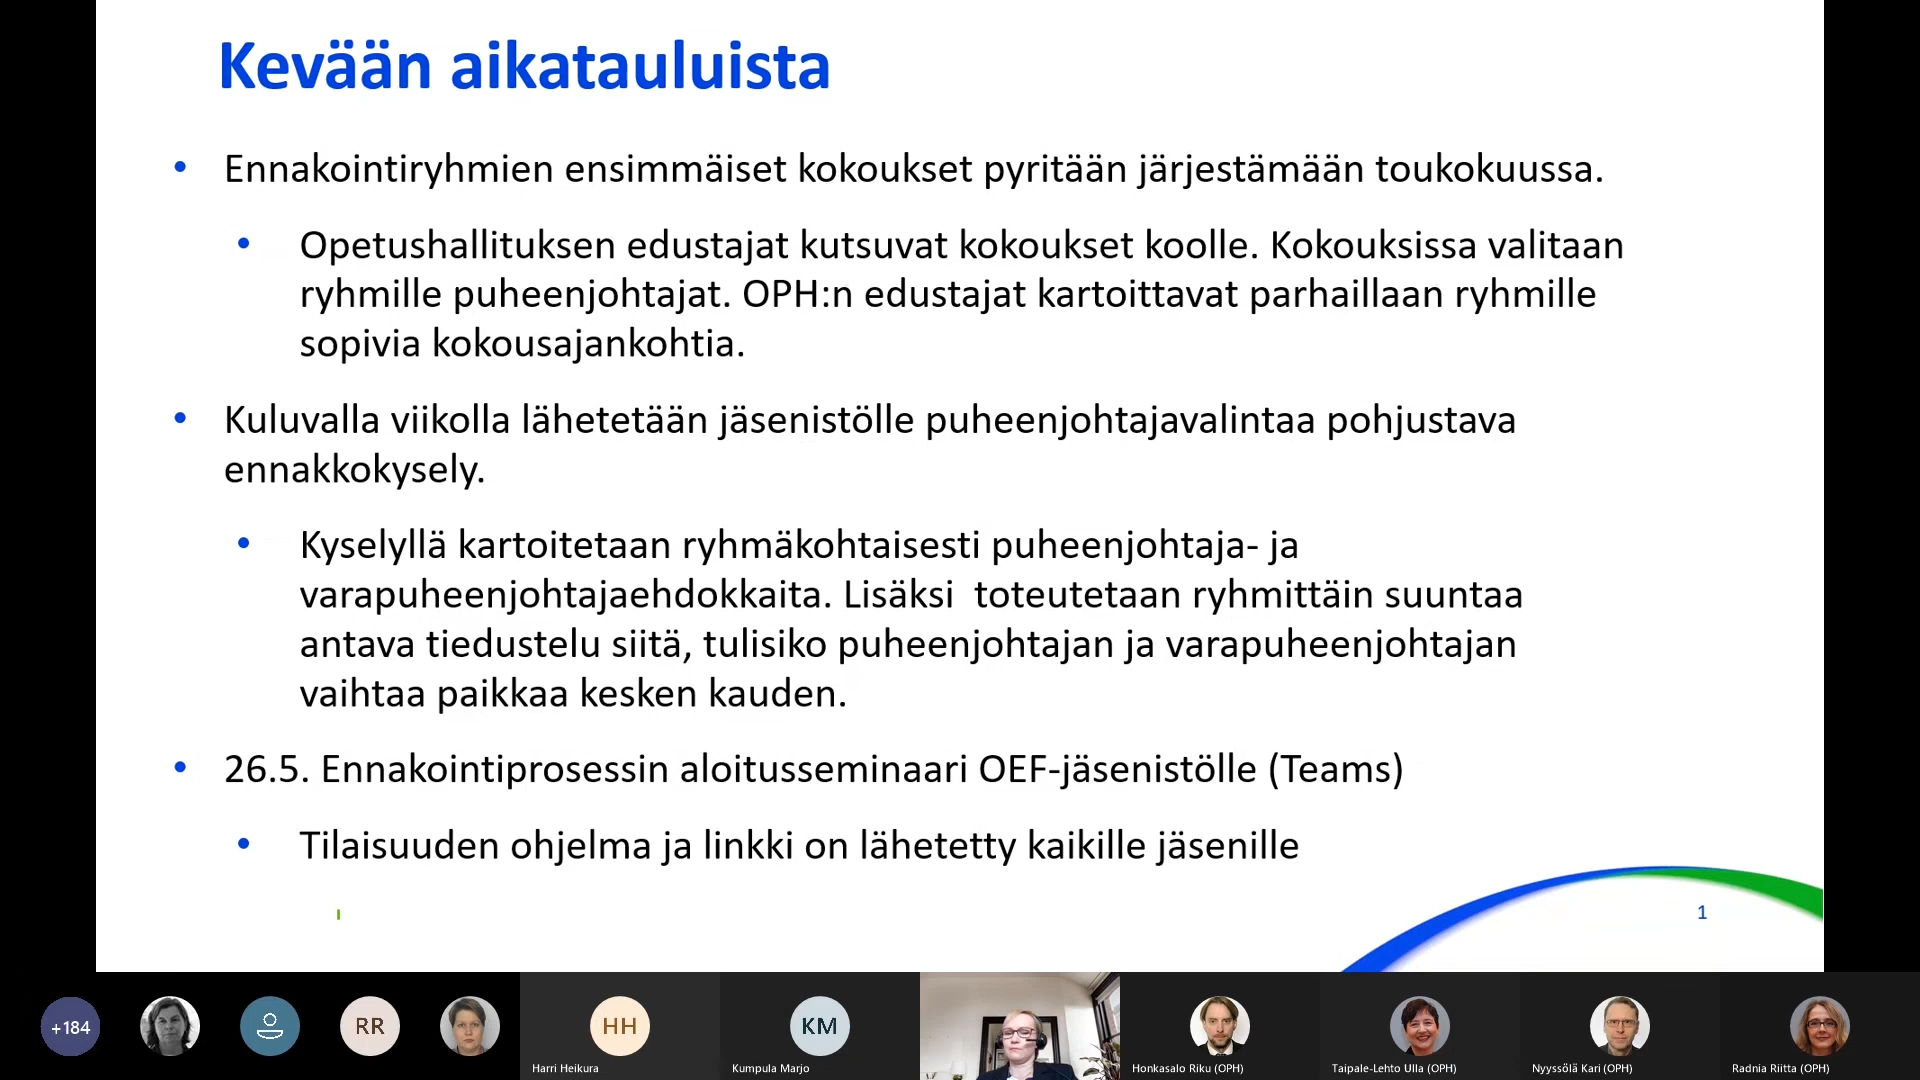 Kevään aikatauluista
• Ennakointiryhmien ensimmäiset kokoukset pyritään järjestämään toukokuussa.
• Opetushallituksen edustajat kutsuvat kokoukset koolle. Kokouksissa valitaan
ryhmille puheenjohtajat. OPH:n edustajat kartoittavat parhaillaan ryhmille
sopivia kokousajankohtia.
• Kuluvalla viikolla lähetetään jäsenistölle puheenjohtajavalintaa pohjustava
ennakkokysely.
• Kyselyllä kartoitetaan ryhmäkohtaisesti puheenjohtaja- ja
varapuheenjohtajaehdokkaita. Lisäksi  toteutetaan ryhmittäin suuntaa
antava tiedustelu siitä, tulisiko puheenjohtajan ja varapuheenjohtajan
vaihtaa paikkaa kesken kauden.
• 26.5. Ennakointiprosessin aloitusseminaari OEF-jäsenistölle (Teams)
• Tilaisuuden ohjelma ja linkki on lähetetty kaikille jäsenille
1
+184
RR
HH
KM
Harri Heikura
Kumpula Marjo
Honkasalo Riku (OPH)
Taipale-Lehto Ulla (OPH)
Nyyssölä Kari (OPH)
Radnia Riitta (OPH)